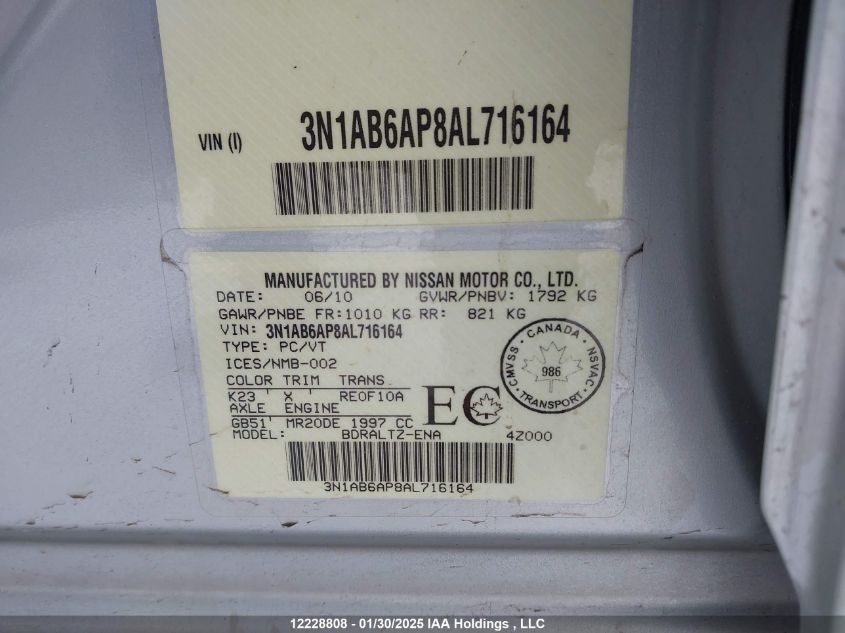 VIN (I) 3N1AB6AP8AL716164
MANUFACTURED BY NISSAN MOTOR CO., LTD.
DATE: 06/10 GVWR/PNBV: 1792 KG
GAWR/PNBE FR:1010 KG RR: 821 KG
VIN: 3N1AB6AP8AL716164
TYPE: PC/VT
ICES/NMB-002
COLOR TRIM TRANS
K23 ' X ' RE0F10A
AXLE ENGINE
GB51' MR20DE 1997 CC
MODEL: BDRALTZ-ENA 4Z000
EC
CANADA
CMVSS 986 NSVAC
TRANSPORT
3N1AB6AP8AL716164
12228808 - 01/30/2025 IAA Holdings , LLC